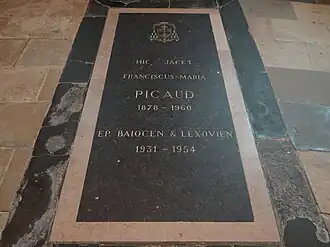 HIC JACET
FRANCISCUS-MARIA
PICAUD
1878 - 1960
EP. BAIOCEN & LEXOVIEN
1931 - 1954